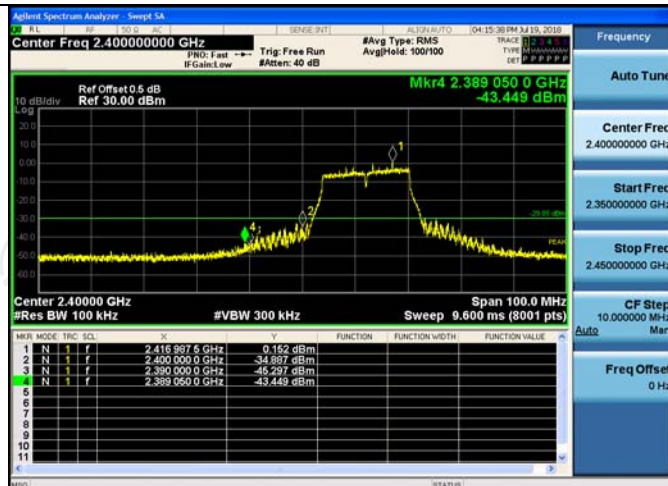 Agilent Spectrum Analyzer - Swept SA
RL RF 50 Ω AC SENSE:INT ALIGNAUTO 04:15:38 PM Jul 19, 2018
Center Freq 2.400000000 GHz
#Avg Type: RMS
TRACE 1 2 3 4 5 6
PNO: Fast Trig: Free Run
Avg|Hold: 100/100
TYPE M
IFGain:Low #Atten: 40 dB
DET P P P P P P
Mkr4 2.389 050 0 GHz
-43.449 dBm
Ref Offset 0.5 dB
10 dB/div Ref 30.00 dBm
Log
20.0
10.0
0.00
-10.0
-20.0
-30.0
-40.0
-50.0
-60.0
1
2
4
PEAK
Center 2.40000 GHz Span 100.0 MHz
#Res BW 100 kHz #VBW 300 kHz Sweep 9.600 ms (8001 pts)
MKR MODE TRC SCL X Y FUNCTION FUNCTION WIDTH FUNCTION VALUE
1 N 1 f 2.416 987 5 GHz 0.152 dBm
2 N 1 f 2.400 000 0 GHz -34.887 dBm
3 N 1 f 2.390 000 0 GHz -45.297 dBm
4 N 1 f 2.389 050 0 GHz -43.449 dBm
5
6
7
8
9
10
11
MSG STATUS
Frequency
Auto Tune
Center Freq
2.400000000 GHz
Start Freq
2.350000000 GHz
Stop Freq
2.450000000 GHz
CF Step
10.000000 MHz
Auto Man
Freq Offset
0 Hz